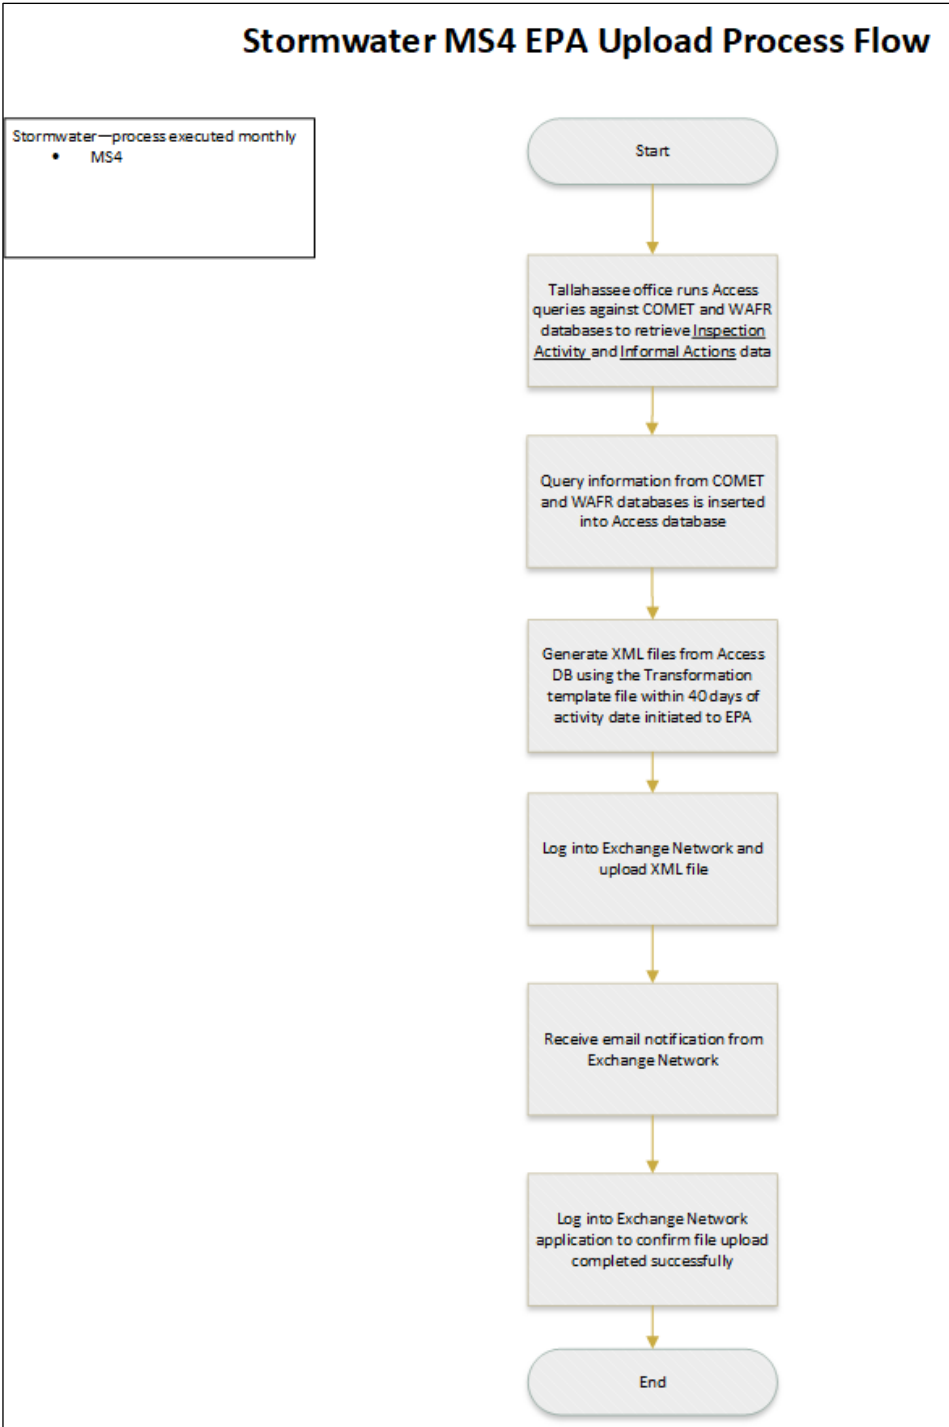 Stormwater MS4 EPA Upload Process Flow
Stormwater—process executed monthly
• MS4
Start
Tallahassee office runs Access
queries against COMET and WAFR
databases to retrieve Inspection
Activity and Informal Actions data
Query information from COMET
and WAFR databases is inserted
into Access database
Generate XML files from Access
DB using the Transformation
template file within 40 days of
activity date initiated to EPA
Log into Exchange Network and
upload XML file
Receive email notification from
Exchange Network
Log into Exchange Network
application to confirm file upload
completed successfully
End